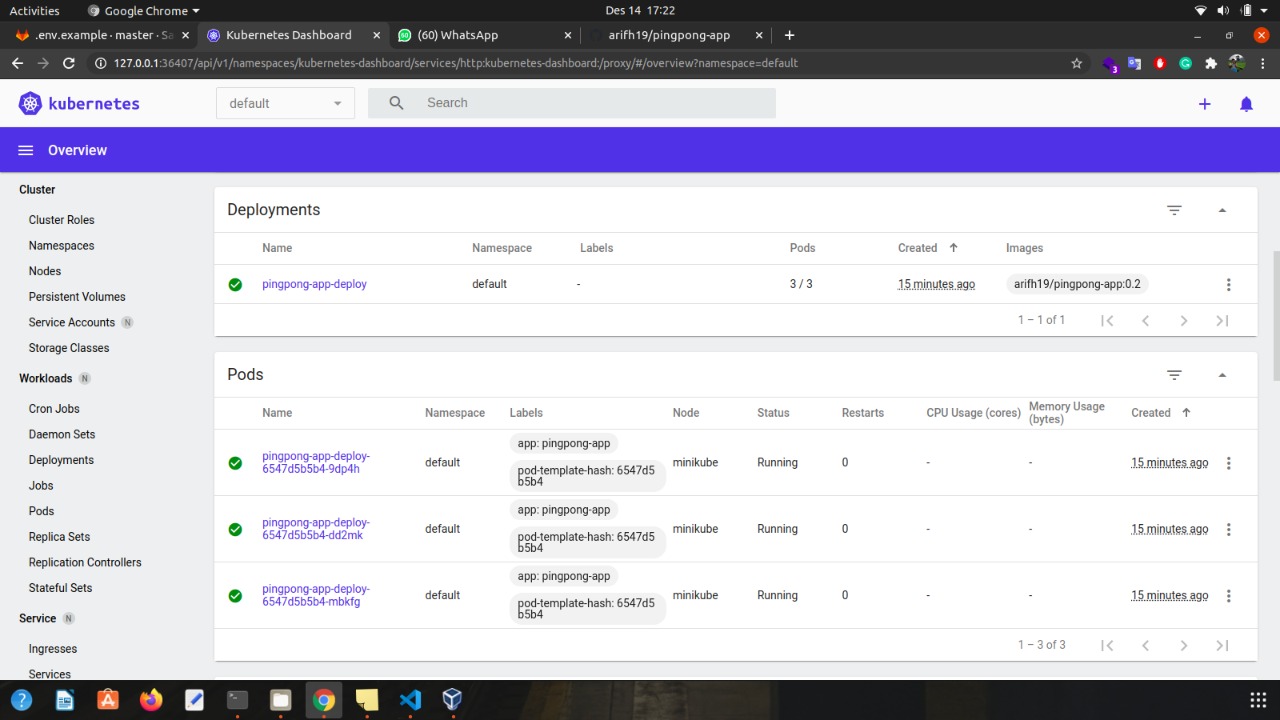 Activities
Google Chrome
Des 14 17:22
.env.example · master · Sa
Kubernetes Dashboard
(60) WhatsApp
arifh19/pingpong-app
127.0.0.1:36407/api/v1/namespaces/kubernetes-dashboard/services/http:kubernetes-dashboard:/proxy/#/overview?namespace=default
3
kubernetes
default
Search
Overview
Cluster
Cluster Roles
Namespaces
Nodes
Persistent Volumes
Service Accounts N
Storage Classes
Workloads N
Cron Jobs
Daemon Sets
Deployments
Jobs
Pods
Replica Sets
Replication Controllers
Stateful Sets
Service N
Ingresses
Services
Deployments
Name Namespace Labels Pods Created Images
pingpong-app-deploy default - 3 / 3 15 minutes ago arifh19/pingpong-app:0.2
1 – 1 of 1
Pods
Name Namespace Labels Node Status Restarts CPU Usage (cores) Memory Usage (bytes) Created
pingpong-app-deploy-
6547d5b5b4-9dp4h
default
app: pingpong-app
pod-template-hash: 6547d5
b5b4
minikube Running 0 - - 15 minutes ago
pingpong-app-deploy-
6547d5b5b4-dd2mk
default
app: pingpong-app
pod-template-hash: 6547d5
b5b4
minikube Running 0 - - 15 minutes ago
pingpong-app-deploy-
6547d5b5b4-mbkfg
default
app: pingpong-app
pod-template-hash: 6547d5
b5b4
minikube Running 0 - - 15 minutes ago
1 – 3 of 3